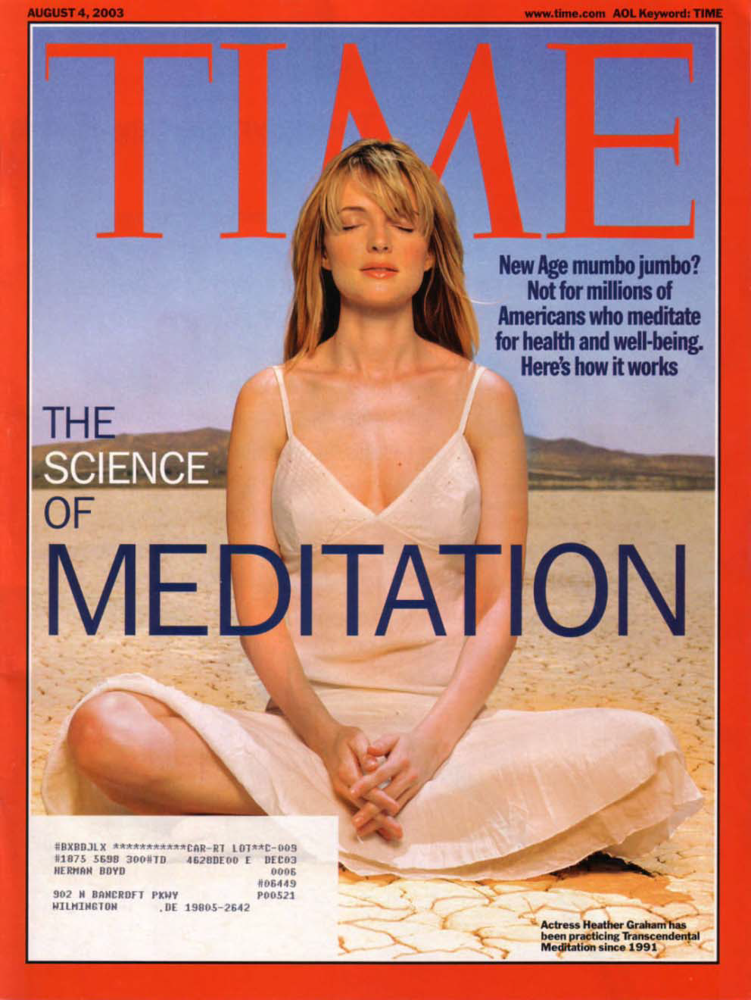 AUGUST 4, 2003
www.time.com AOL Keyword: TIME
TIME
New Age mumbo jumbo?
Not for millions of
Americans who meditate
for health and well-being.
Here's how it works
THE
SCIENCE
OF
MEDITATION
#BXBDJLX ***********CAR-RT LOT**C-009
#1875 5698 300#TD 4628DE00 E DEC03
HERMAN BOYD 0006
#06449
902 N BANCROFT PKWY P00521
WILMINGTON ,DE 19805-2642
Actress Heather Graham has
been practicing Transcendental
Meditation since 1991